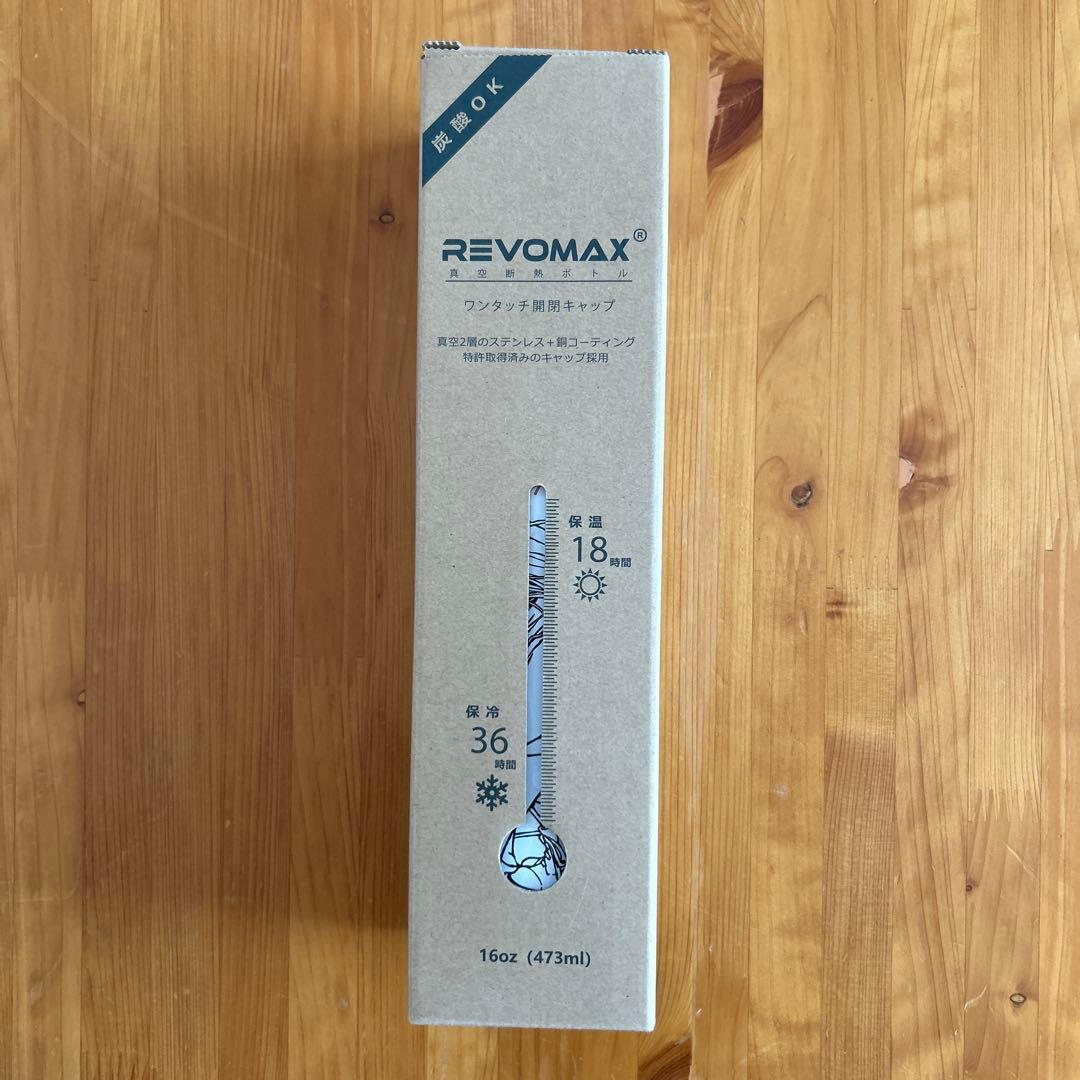 炭酸OK
REVOMAX®
真空断熱ボトル
ワンタッチ開閉キャップ
真空2層のステンレス+銅コーティング
特許取得済みのキャップ採用
保温
18時間
保冷
36時間
16oz (473ml)